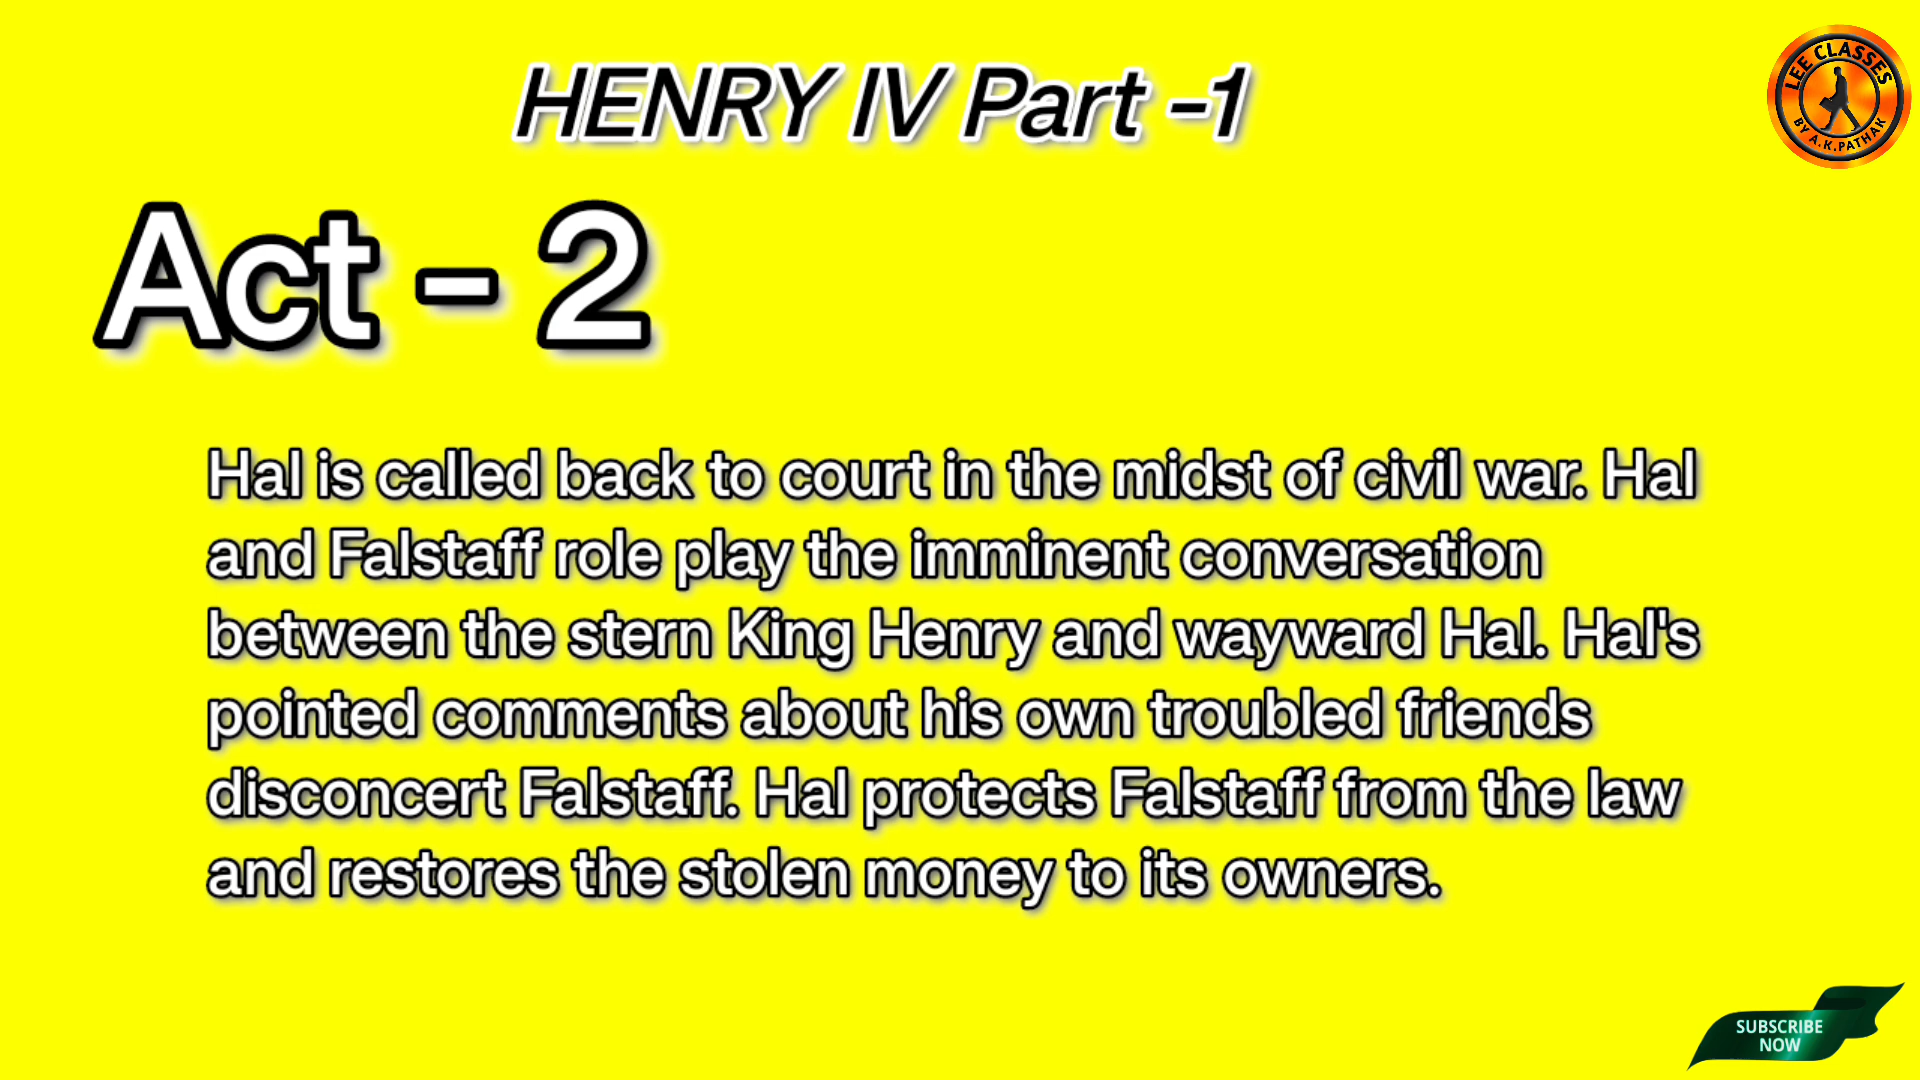 HENRY IV Part -1
LEE CLASSES
BY A.K.PATHAK
Act - 2
Hal is called back to court in the midst of civil war. Hal
and Falstaff role play the imminent conversation
between the stern King Henry and wayward Hal. Hal's
pointed comments about his own troubled friends
disconcert Falstaff. Hal protects Falstaff from the law
and restores the stolen money to its owners.
SUBSCRIBE
NOW